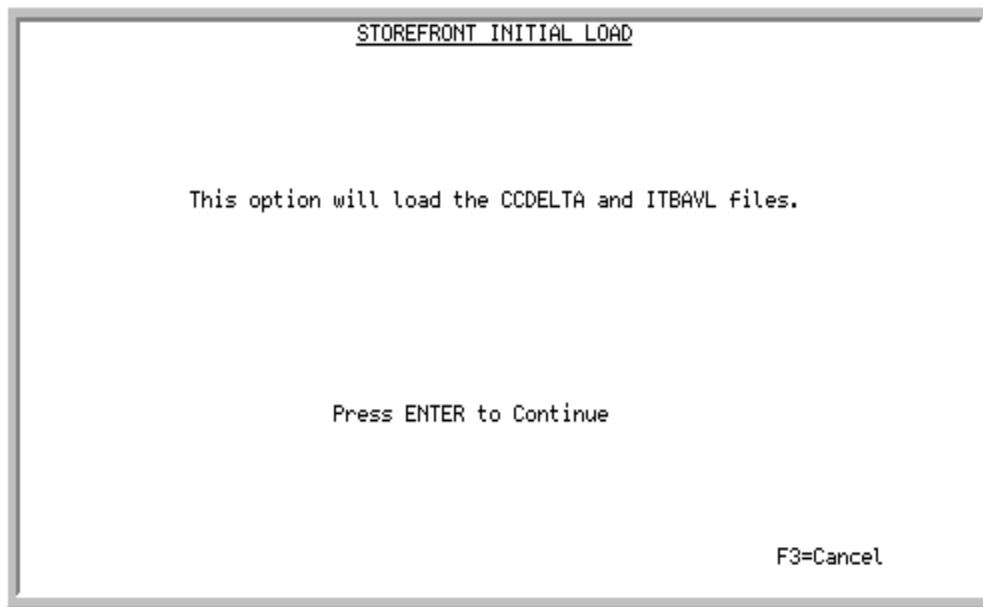 STOREFRONT INITIAL LOAD
This option will load the CCDELTA and ITBAVL files.
Press ENTER to Continue
F3=Cancel